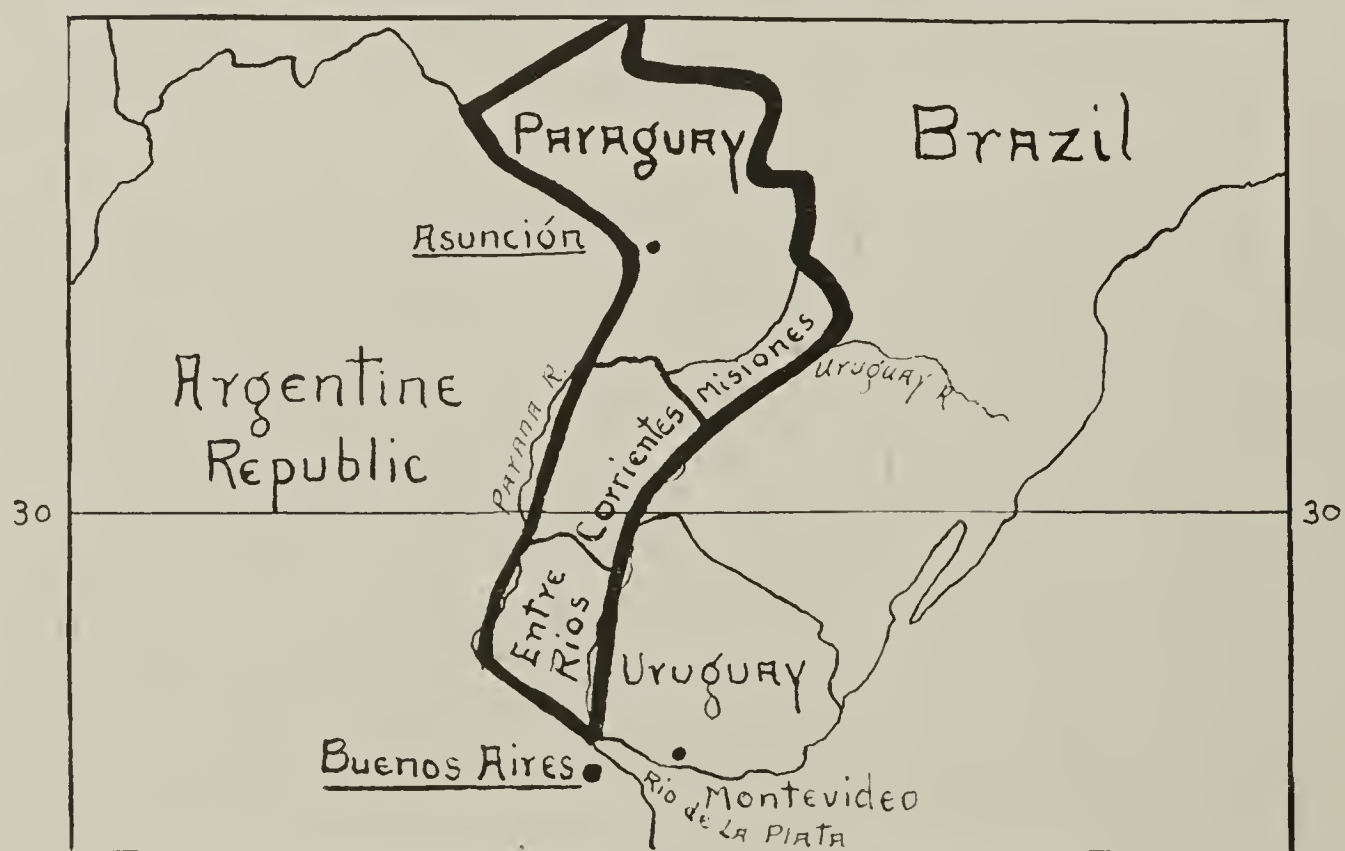 Paraguay
Brazil
Asunción
Argentine
Republic
Misiones
Uruguay R.
Parana R.
Corrientes
30
30
Entre
Rios
Uruguay
Buenos Aires
Montevideo
Rio de La Plata